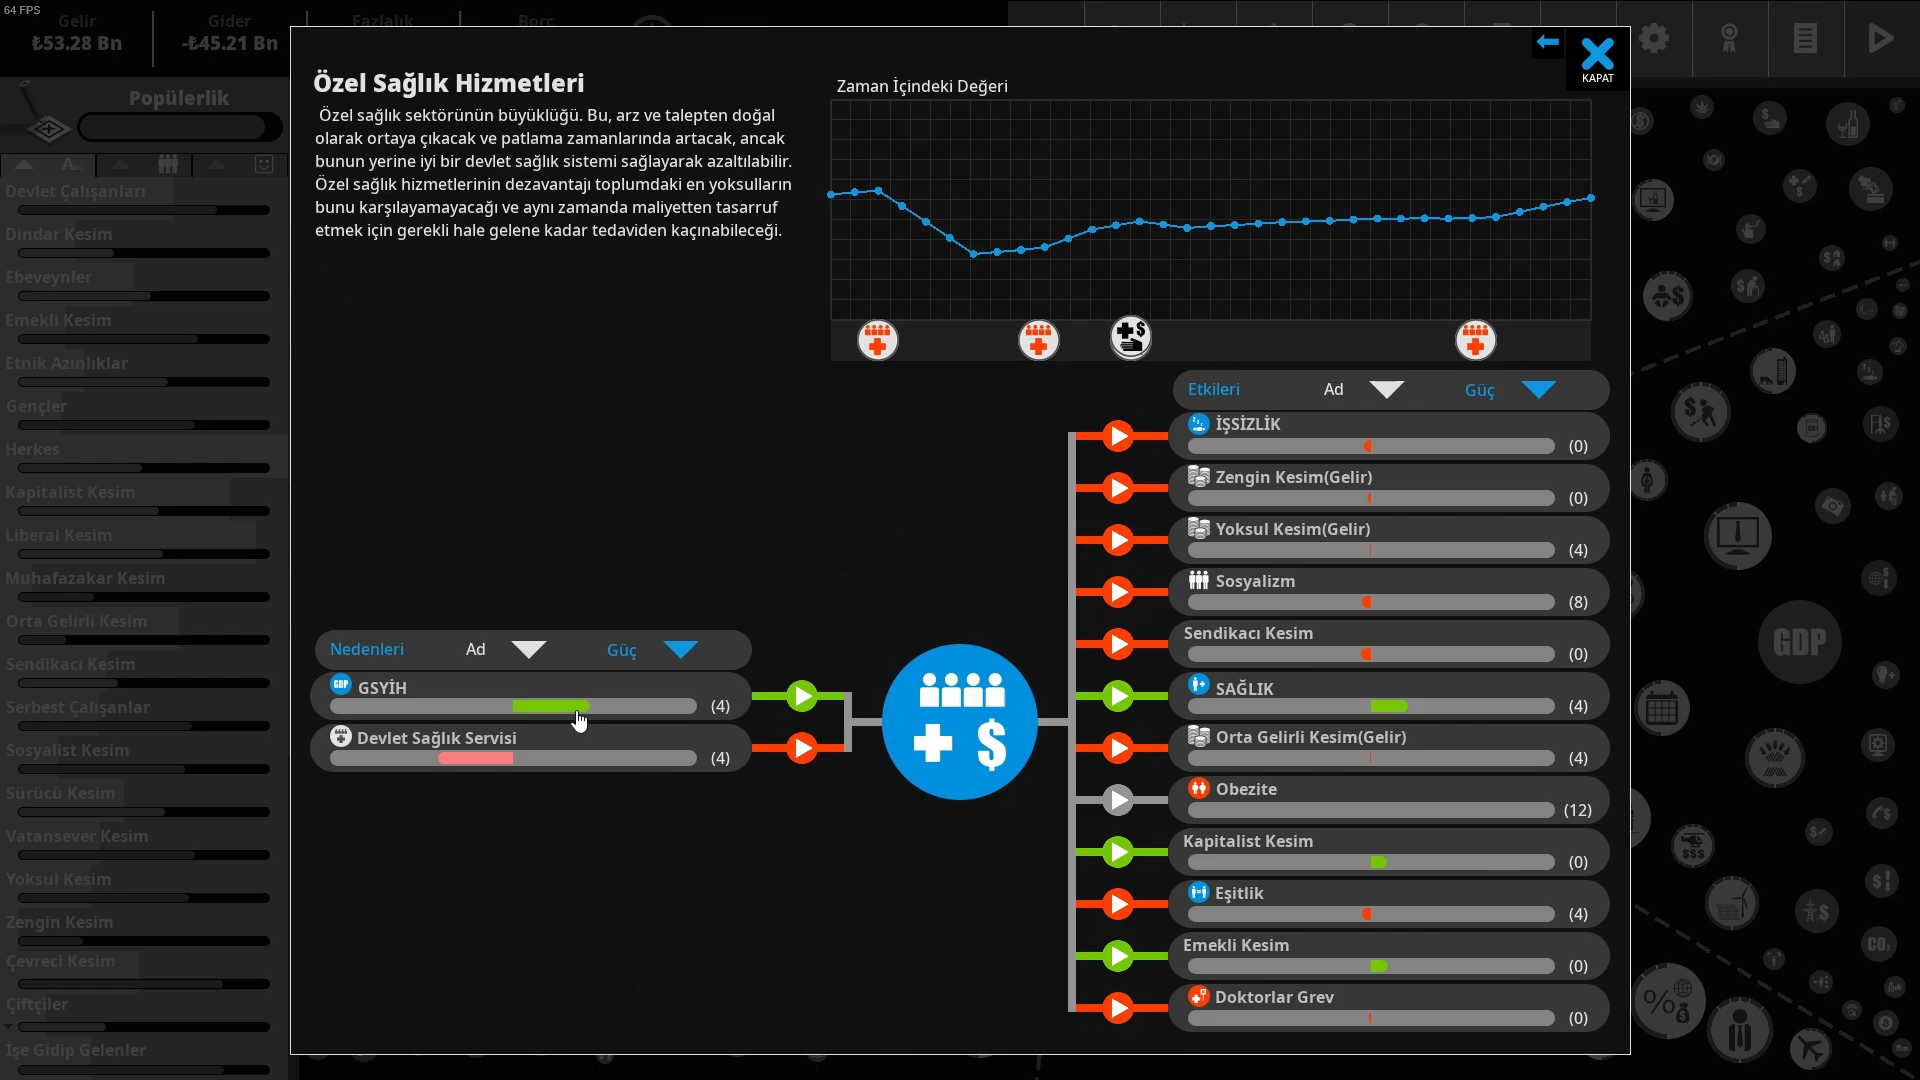 64 FPS
Gelir
Gider
Fazlalık
Borç
₺53.28 Bn
-₺45.21 Bn
Popülerlik
Devlet Çalışanları
Dindar Kesim
Ebeveynler
Emekli Kesim
Etnik Azınlıklar
Gençler
Herkes
Kapitalist Kesim
Liberal Kesim
Muhafazakar Kesim
Orta Gelirli Kesim
Sendikacı Kesim
Serbest Çalışanlar
Sosyalist Kesim
Sürücü Kesim
Vatansever Kesim
Yoksul Kesim
Zengin Kesim
Çevreci Kesim
Çiftçiler
İşe Gidip Gelenler
Özel Sağlık Hizmetleri
Özel sağlık sektörünün büyüklüğü. Bu, arz ve talepten doğal
olarak ortaya çıkacak ve patlama zamanlarında artacak, ancak
bunun yerine iyi bir devlet sağlık sistemi sağlayarak azaltılabilir.
Özel sağlık hizmetlerinin dezavantajı toplumdaki en yoksulların
bunu karşılayamayacağı ve aynı zamanda maliyetten tasarruf
etmek için gerekli hale gelene kadar tedaviden kaçınabileceği.
Zaman İçindeki Değeri
KAPAT
Nedenleri Ad Güç
GDP GSYİH
(4)
Devlet Sağlık Servisi
(4)
$
Etkileri Ad Güç
İŞSİZLİK
(0)
Zengin Kesim(Gelir)
(0)
Yoksul Kesim(Gelir)
(4)
Sosyalizm
(8)
Sendikacı Kesim
(0)
SAĞLIK
(4)
Orta Gelirli Kesim(Gelir)
(4)
Obezite
(12)
Kapitalist Kesim
(0)
Eşitlik
(4)
Emekli Kesim
(0)
Doktorlar Grev
(0)
GDP
$$$
CO₂
%